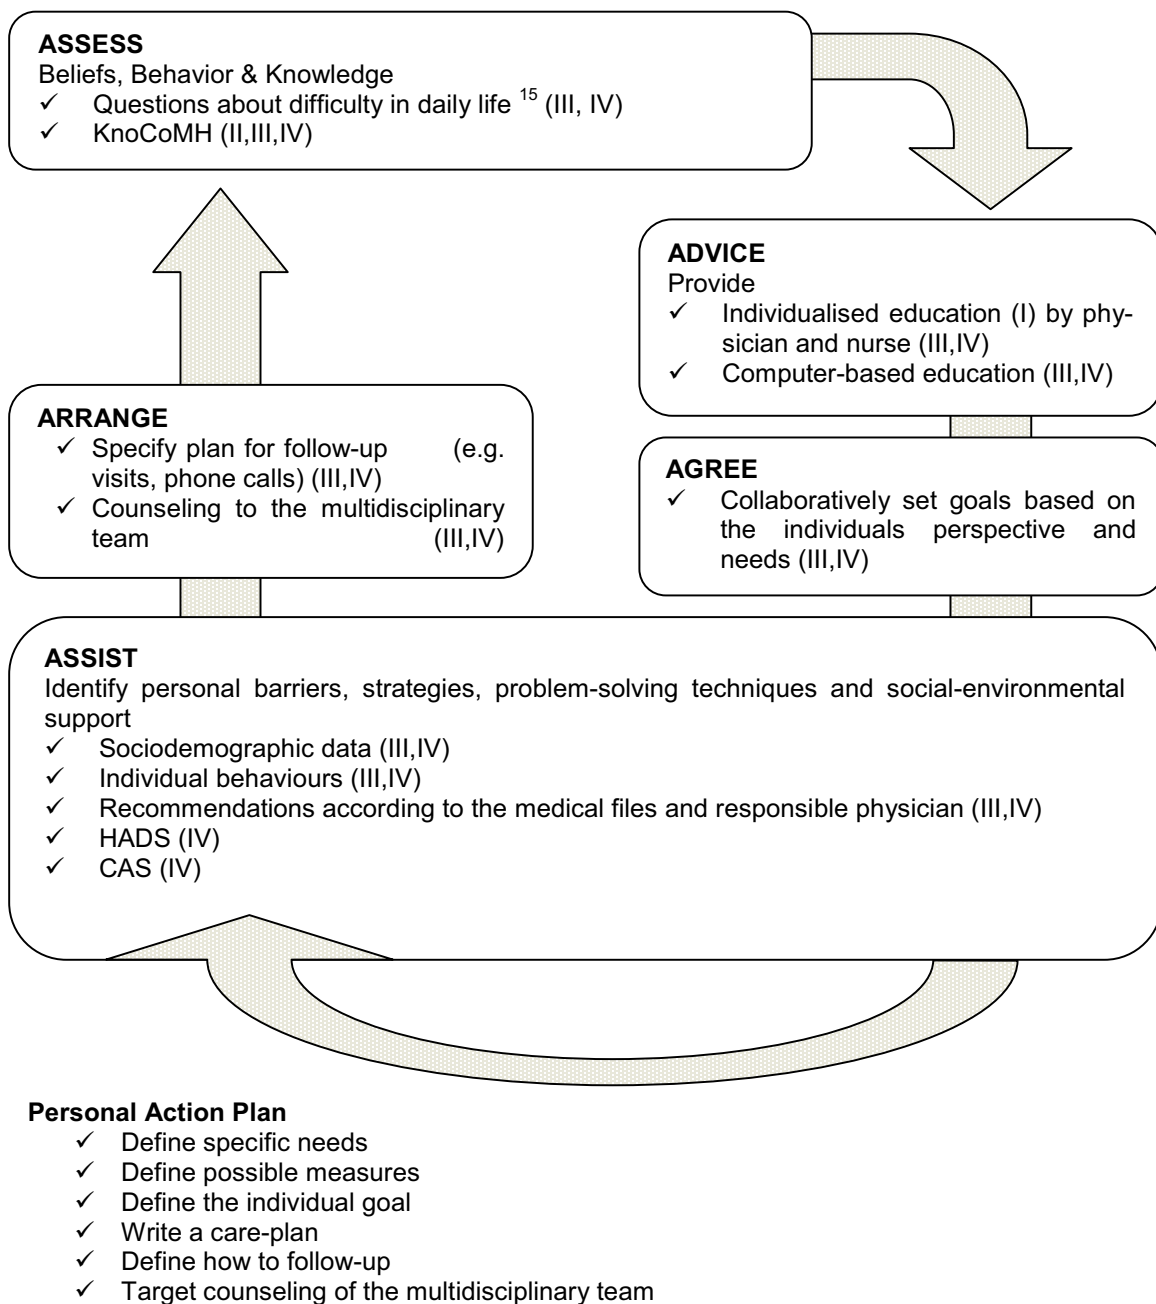 ASSESS
Beliefs, Behavior & Knowledge
✓ Questions about difficulty in daily life 15 (III, IV)
✓ KnoCoMH (II,III,IV)
ADVICE
Provide
✓ Individualised education (I) by phy-
sician and nurse (III,IV)
✓ Computer-based education (III,IV)
AGREE
✓ Collaboratively set goals based on
the individuals perspective and
needs (III,IV)
ARRANGE
✓ Specify plan for follow-up (e.g.
visits, phone calls) (III,IV)
✓ Counseling to the multidisciplinary
team (III,IV)
ASSIST
Identify personal barriers, strategies, problem-solving techniques and social-environmental
support
✓ Sociodemographic data (III,IV)
✓ Individual behaviours (III,IV)
✓ Recommendations according to the medical files and responsible physician (III,IV)
✓ HADS (IV)
✓ CAS (IV)
Personal Action Plan
✓ Define specific needs
✓ Define possible measures
✓ Define the individual goal
✓ Write a care-plan
✓ Define how to follow-up
✓ Target counseling of the multidisciplinary team